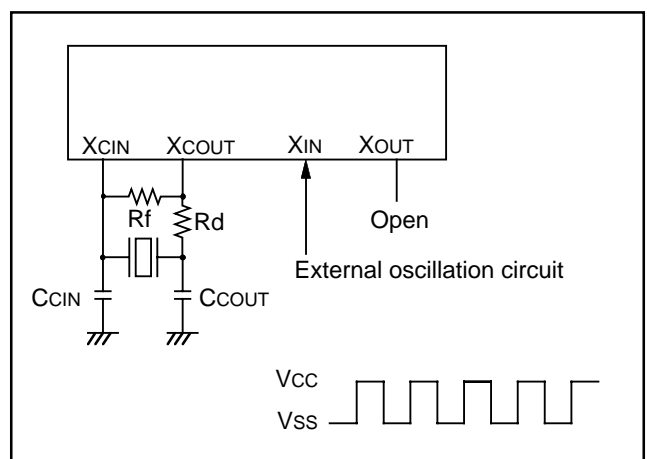 XCIN XCOUT XIN XOUT
Rf Rd
Open
External oscillation circuit
CCIN CCOUT
VCC
VSS